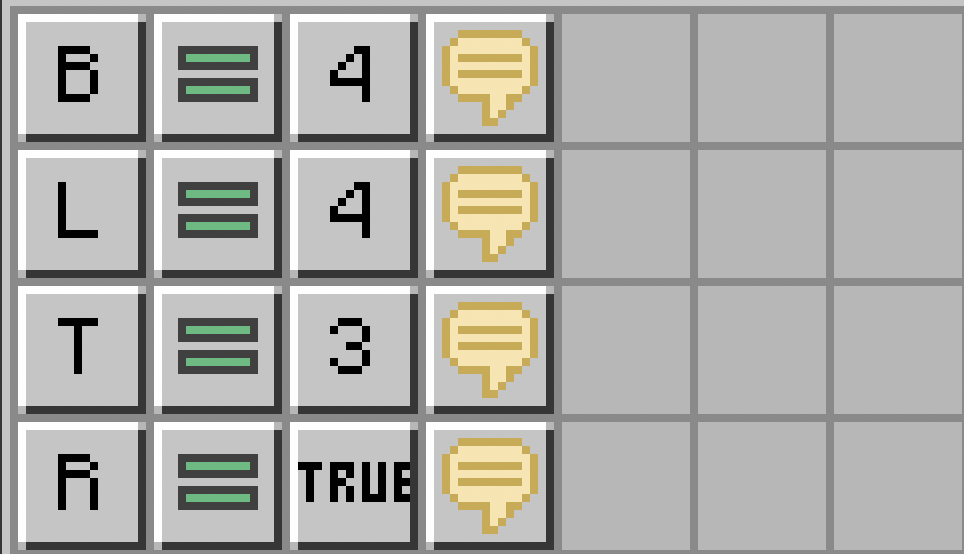 B = 4
L = 4
T = 3
R = TRUE